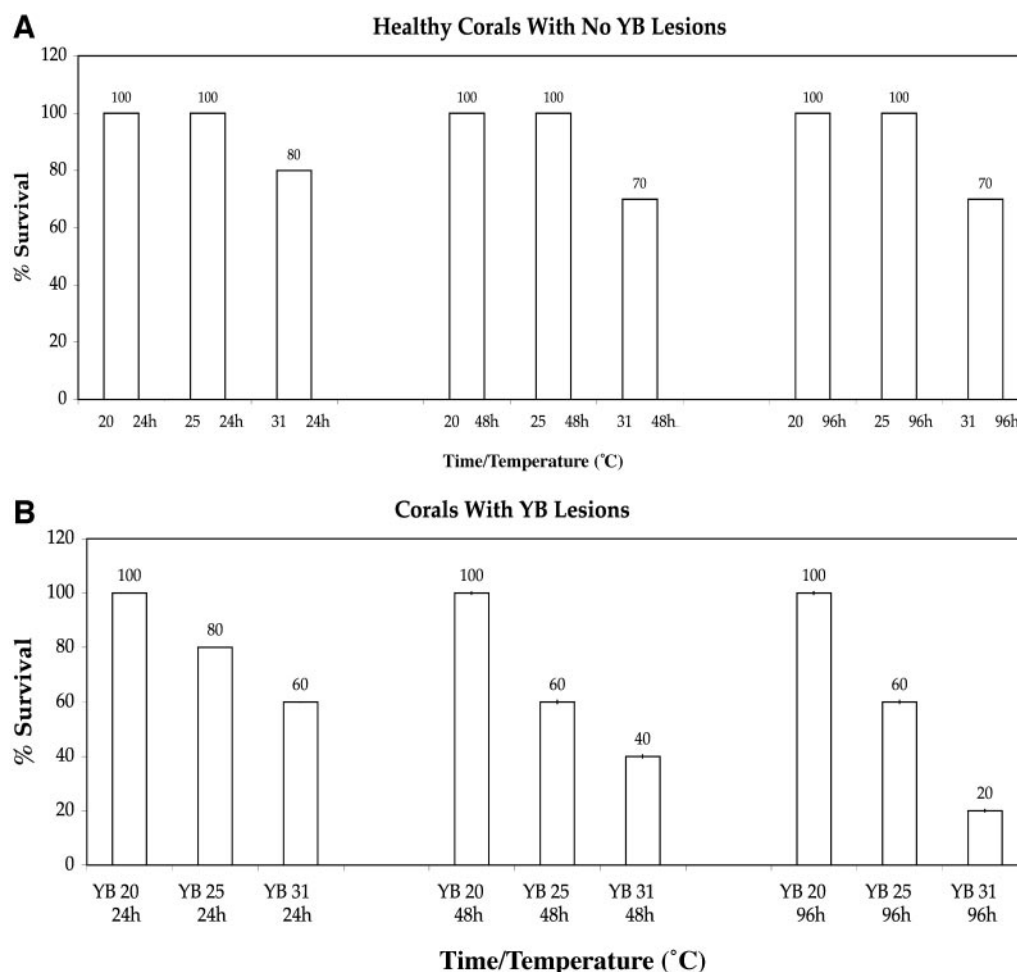 A
Healthy Corals With No YB Lesions
120
100
80
60
40
20
0
% Survival
100 100 80 100 100 70 100 100 70
20 24h 25 24h 31 24h 20 48h 25 48h 31 48h 20 96h 25 96h 31 96h
Time/Temperature (˚C)
B
Corals With YB Lesions
120
100
80
60
40
20
0
% Survival
100 80 60 100 60 40 100 60 20
YB 20 YB 25 YB 31 YB 20 YB 25 YB 31 YB 20 YB 25 YB 31
24h 24h 24h 48h 48h 48h 96h 96h 96h
Time/Temperature (˚C)